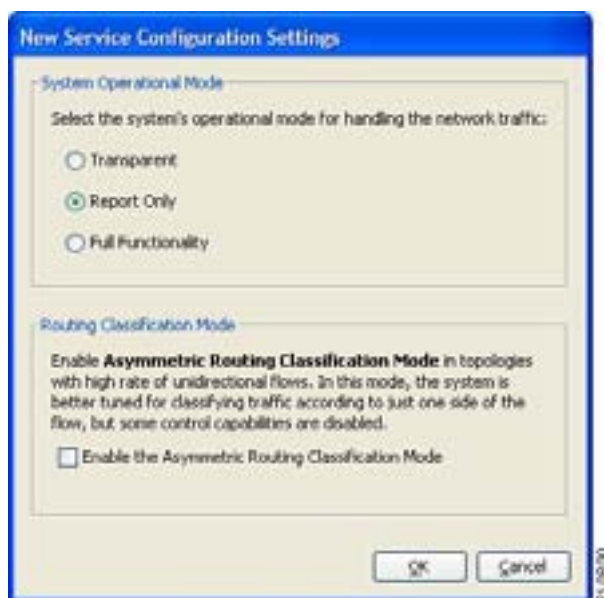 New Service Configuration Settings
System Operational Mode
Select the system's operational mode for handling the network traffic:
Transparent
Report Only
Full Functionality
Routing Classification Mode
Enable Asymmetric Routing Classification Mode in topologies
with high rate of unidirectional flows. In this mode, the system is
better tuned for classifying traffic according to just one side of the
flow, but some control capabilities are disabled.
Enable the Asymmetric Routing Classification Mode
OK Cancel